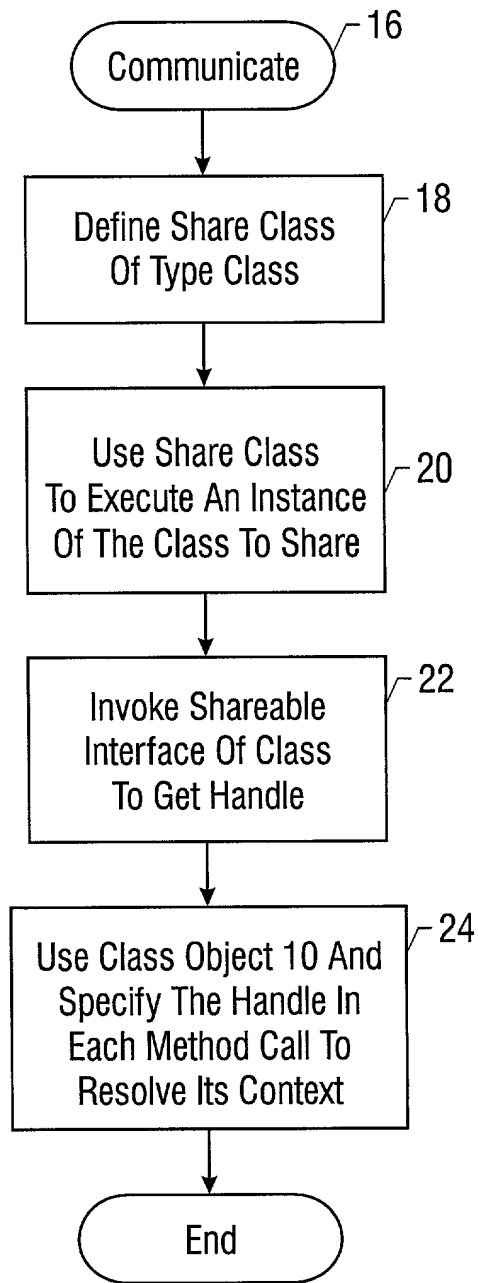 Communicate
16
Define Share Class
Of Type Class
18
Use Share Class
To Execute An Instance
Of The Class To Share
20
Invoke Shareable
Interface Of Class
To Get Handle
22
Use Class Object 10 And
Specify The Handle In
Each Method Call To
Resolve Its Context
24
End